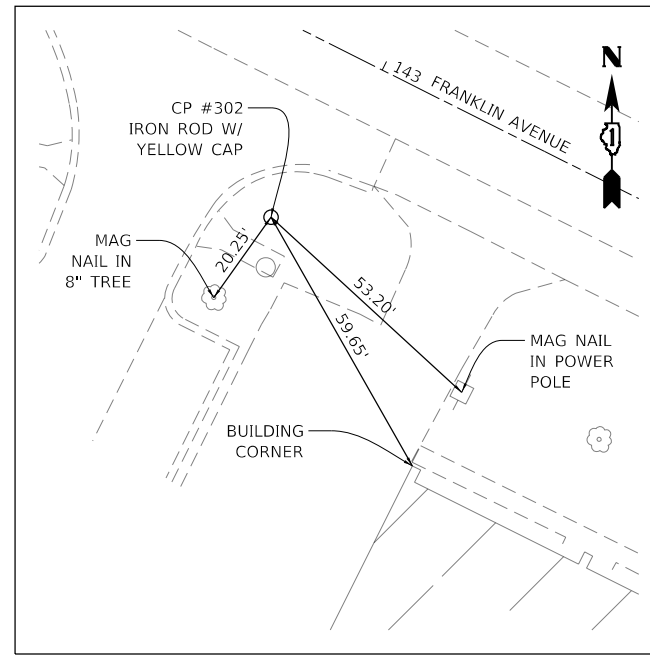 143 FRANKLIN AVENUE
N
1
CP #302
IRON ROD W/
YELLOW CAP
MAG
NAIL IN
8" TREE
20.25'
53.20'
59.65'
MAG NAIL
IN POWER
POLE
BUILDING
CORNER